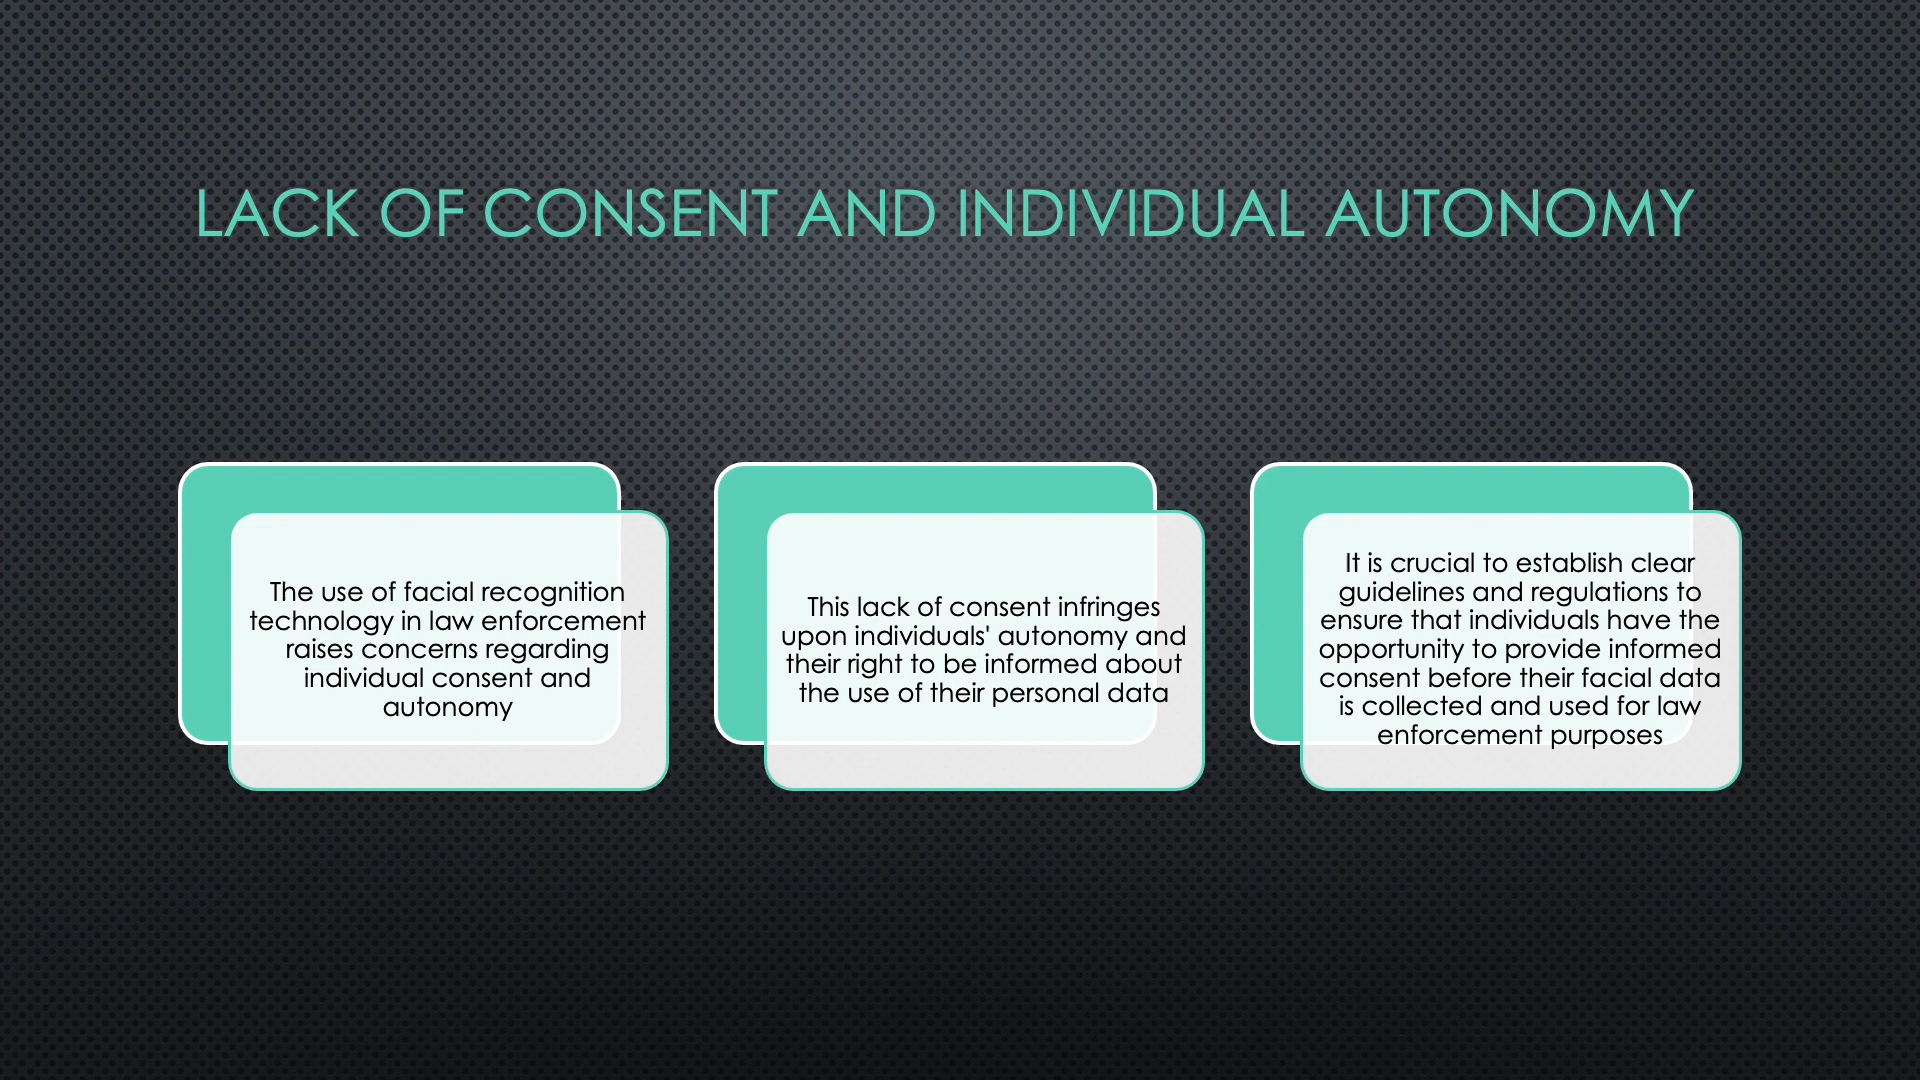 LACK OF CONSENT AND INDIVIDUAL AUTONOMY
The use of facial recognition
technology in law enforcement
raises concerns regarding
individual consent and
autonomy
This lack of consent infringes
upon individuals' autonomy and
their right to be informed about
the use of their personal data
It is crucial to establish clear
guidelines and regulations to
ensure that individuals have the
opportunity to provide informed
consent before their facial data
is collected and used for law
enforcement purposes